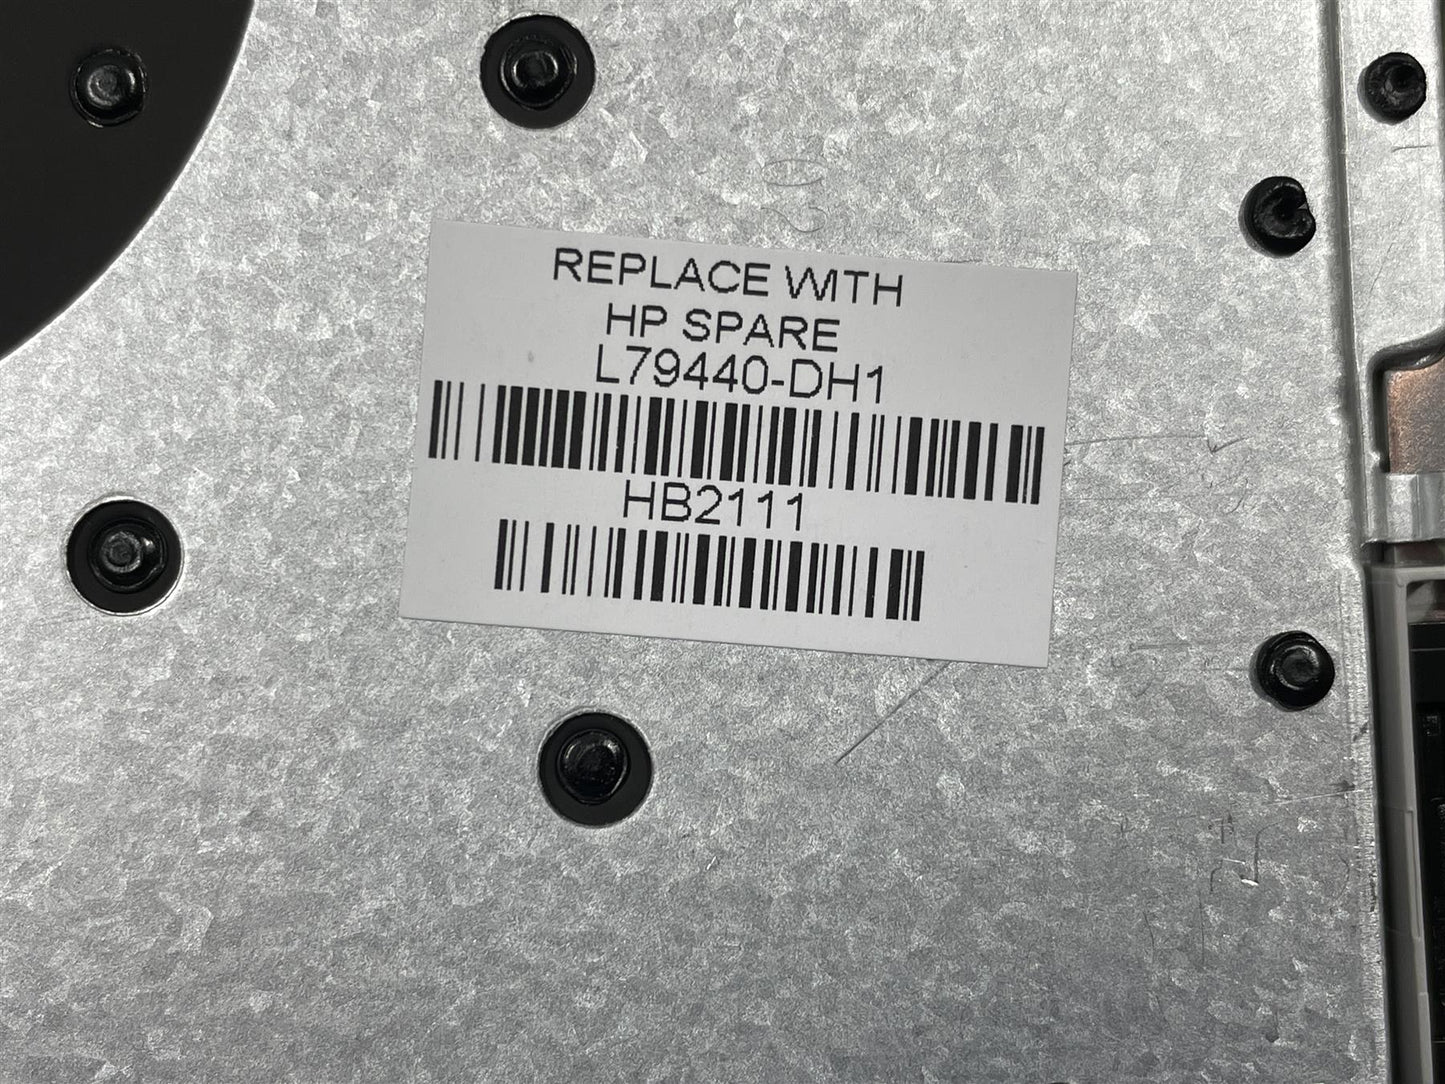 REPLACE WITH
HP SPARE
L79440-DH1
HB2111